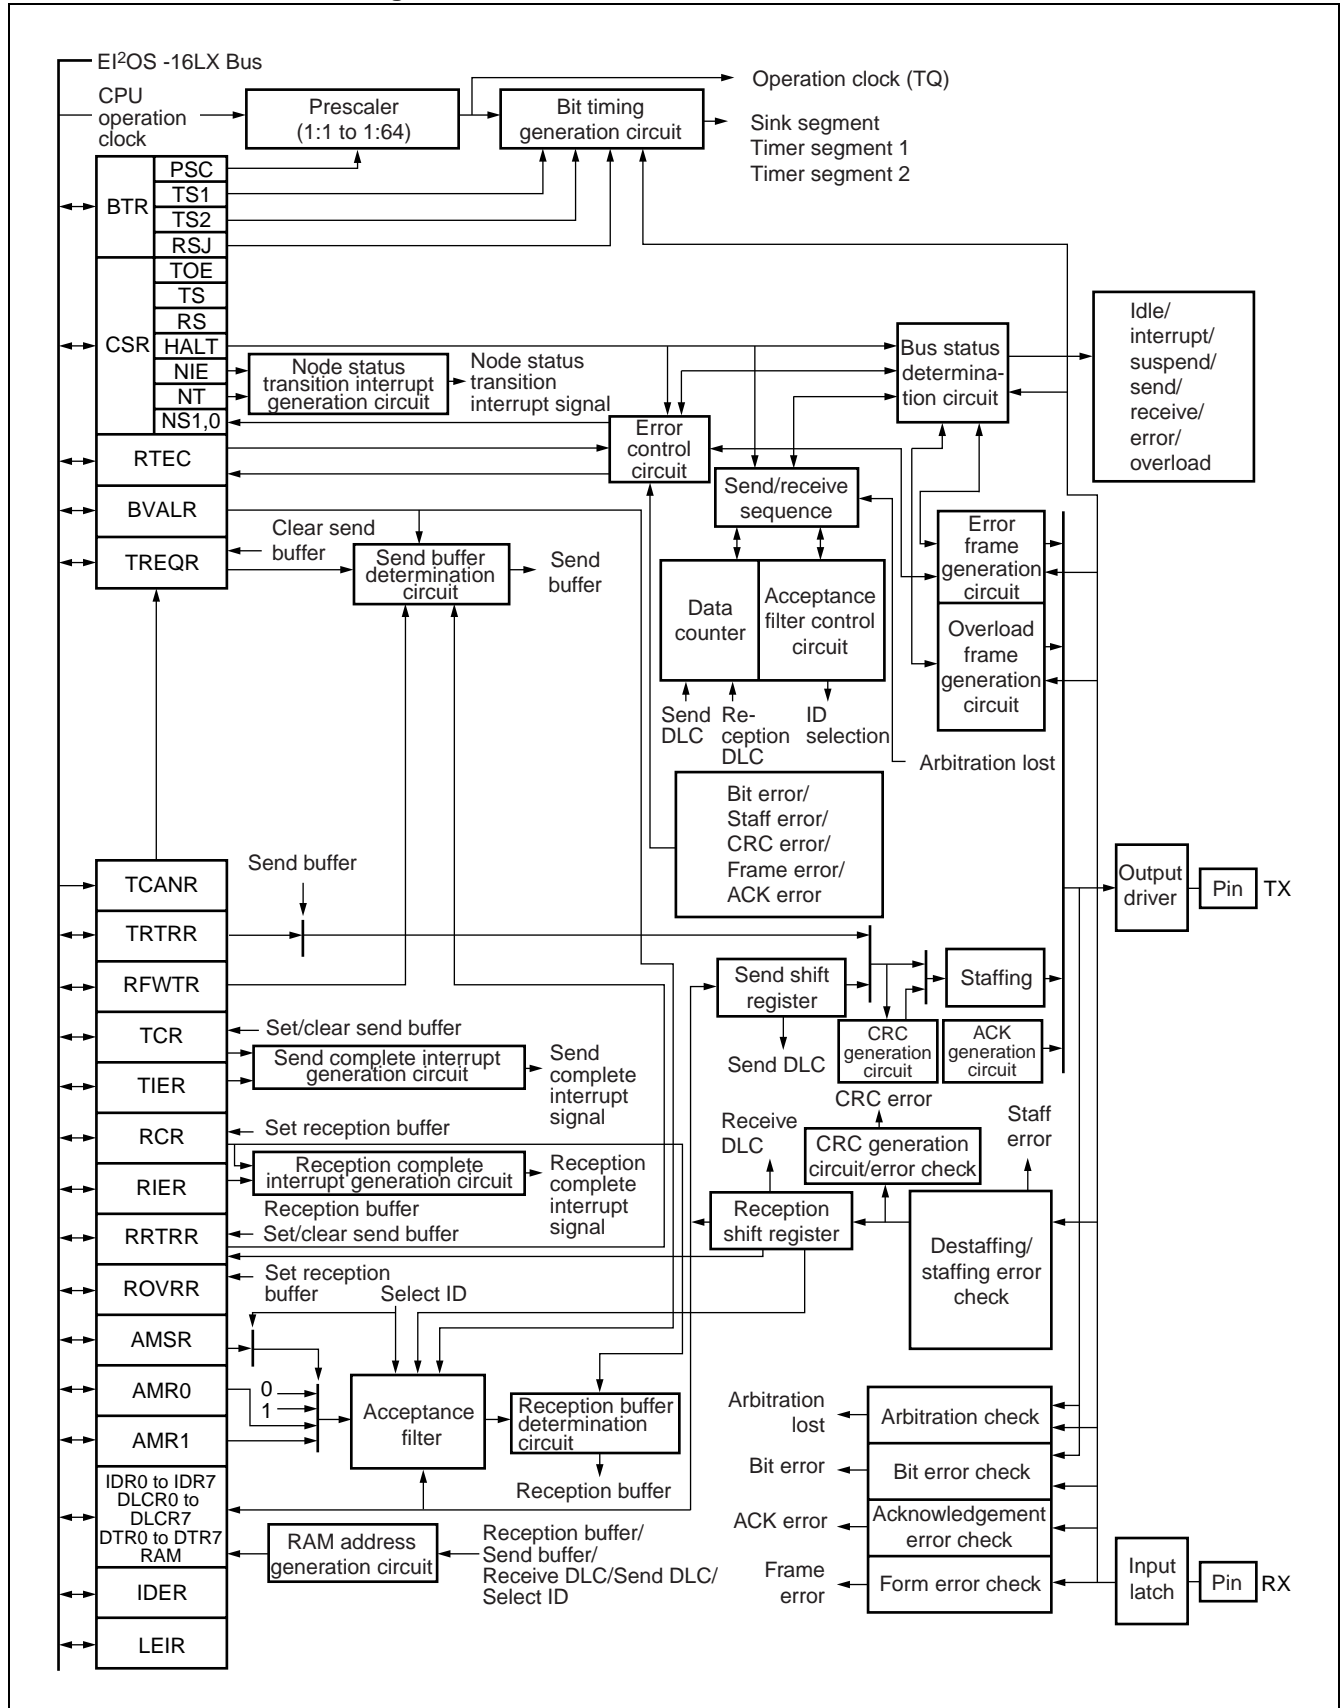 EI²OS -16LX Bus
CPU
operation
clock
Prescaler
(1:1 to 1:64)
Bit timing
generation circuit
Operation clock (TQ)
Sink segment
Timer segment 1
Timer segment 2
BTR
PSC
TS1
TS2
RSJ
CSR
TOE
TS
RS
HALT
NIE
NT
NS1,0
Node status
transition interrupt
generation circuit
Node status
transition
interrupt signal
Bus status
determina-
tion circuit
Idle/
interrupt/
suspend/
send/
receive/
error/
overload
Error
control
circuit
RTEC
BVALR
TREQR
Clear send
buffer
Send buffer
determination
circuit
Send
buffer
Send/receive
sequence
Data
counter
Acceptance
filter control
circuit
Send
DLC
Re-
ception
DLC
ID
selection
Error
frame
generation
circuit
Overload
frame
generation
circuit
Arbitration lost
Bit error/
Staff error/
CRC error/
Frame error/
ACK error
Output
driver
Pin
TX
TCANR
TRTRR
RFWTR
TCR
TIER
RCR
RIER
RRTRR
ROVRR
AMSR
AMR0
AMR1
IDR0 to IDR7
DLCR0 to
DLCR7
DTR0 to DTR7
RAM
IDER
LEIR
Send buffer
Send shift
register
Send DLC
Staffing
CRC
generation
circuit
ACK
generation
circuit
Set/clear send buffer
Send complete interrupt
generation circuit
Send
complete
interrupt
signal
Set reception buffer
Reception complete
interrupt generation circuit
Reception
complete
interrupt
signal
Reception buffer
Set/clear send buffer
Set reception
buffer
Select ID
CRC error
Receive
DLC
CRC generation
circuit/error check
Staff
error
Reception
shift register
Destaffing/
staffing error
check
0
1
Acceptance
filter
Reception buffer
determination
circuit
Reception buffer
RAM address
generation circuit
Reception buffer/
Send buffer/
Receive DLC/Send DLC/
Select ID
Arbitration
lost
Arbitration check
Bit error
Bit error check
ACK error
Acknowledgement
error check
Frame
error
Form error check
Input
latch
Pin
RX